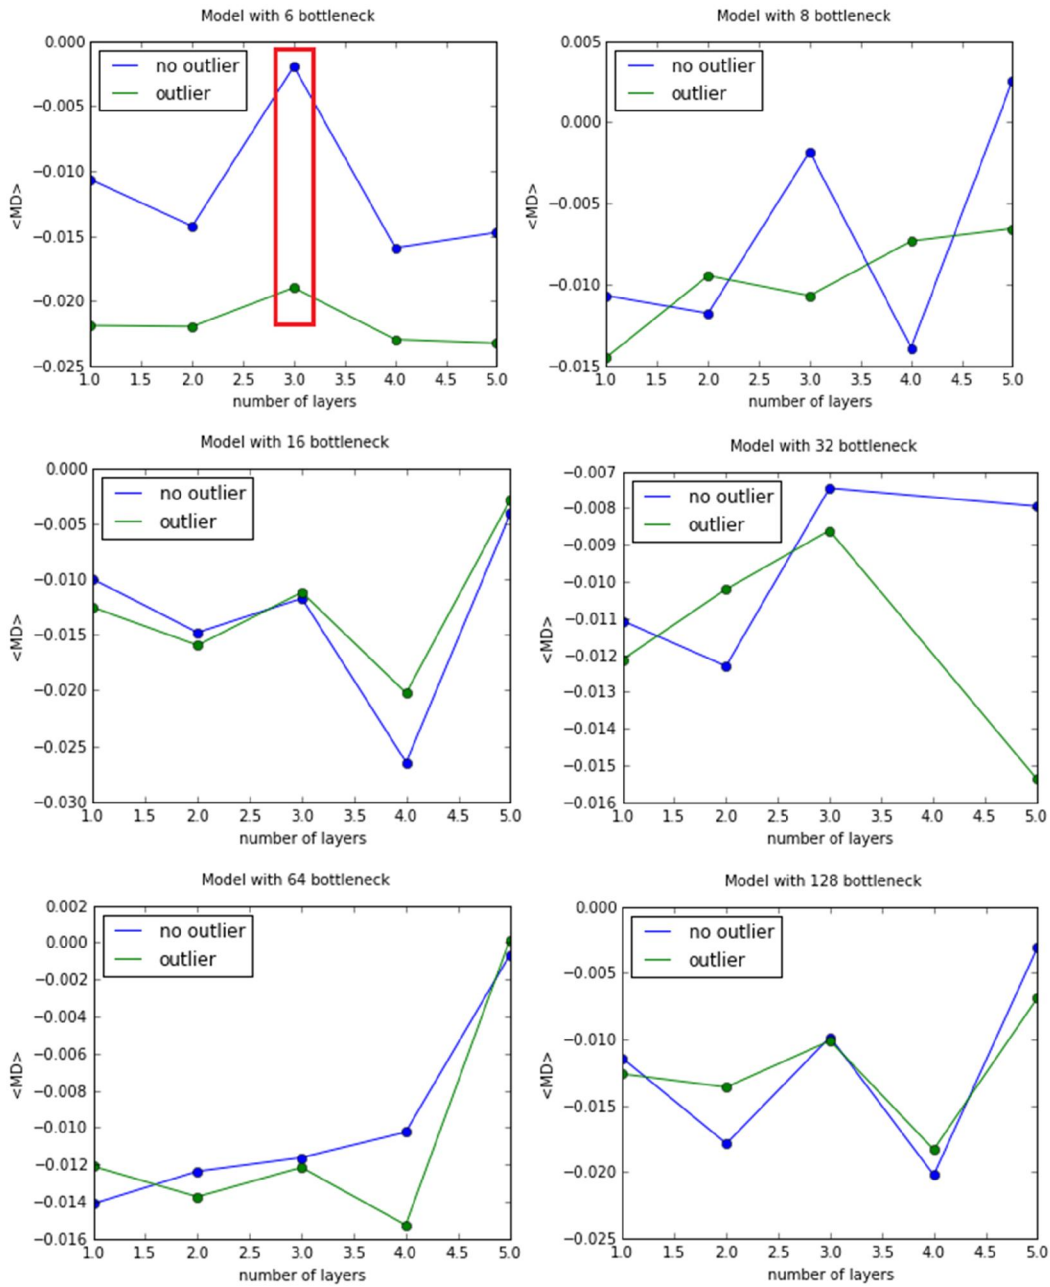 Model with 6 bottleneck
0.000
−0.005
−0.010
−0.015
−0.020
−0.025
<MD>
no outlier
outlier
1.0 1.5 2.0 2.5 3.0 3.5 4.0 4.5 5.0
number of layers
Model with 8 bottleneck
0.005
0.000
−0.005
−0.010
−0.015
<MD>
no outlier
outlier
1.0 1.5 2.0 2.5 3.0 3.5 4.0 4.5 5.0
number of layers
Model with 16 bottleneck
0.000
−0.005
−0.010
−0.015
−0.020
−0.025
−0.030
<MD>
no outlier
outlier
1.0 1.5 2.0 2.5 3.0 3.5 4.0 4.5 5.0
number of layers
Model with 32 bottleneck
−0.007
−0.008
−0.009
−0.010
−0.011
−0.012
−0.013
−0.014
−0.015
−0.016
<MD>
no outlier
outlier
1.0 1.5 2.0 2.5 3.0 3.5 4.0 4.5 5.0
number of layers
Model with 64 bottleneck
0.002
0.000
−0.002
−0.004
−0.006
−0.008
−0.010
−0.012
−0.014
−0.016
<MD>
no outlier
outlier
1.0 1.5 2.0 2.5 3.0 3.5 4.0 4.5 5.0
number of layers
Model with 128 bottleneck
0.000
−0.005
−0.010
−0.015
−0.020
−0.025
<MD>
no outlier
outlier
1.0 1.5 2.0 2.5 3.0 3.5 4.0 4.5 5.0
number of layers